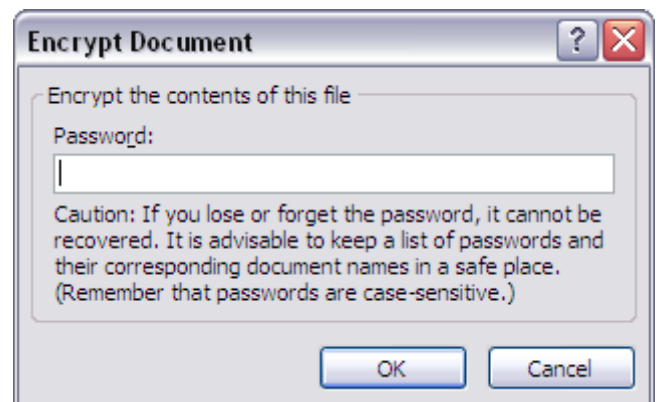 Encrypt Document
Encrypt the contents of this file
Password:
Caution: If you lose or forget the password, it cannot be
recovered. It is advisable to keep a list of passwords and
their corresponding document names in a safe place.
(Remember that passwords are case-sensitive.)
OK
Cancel